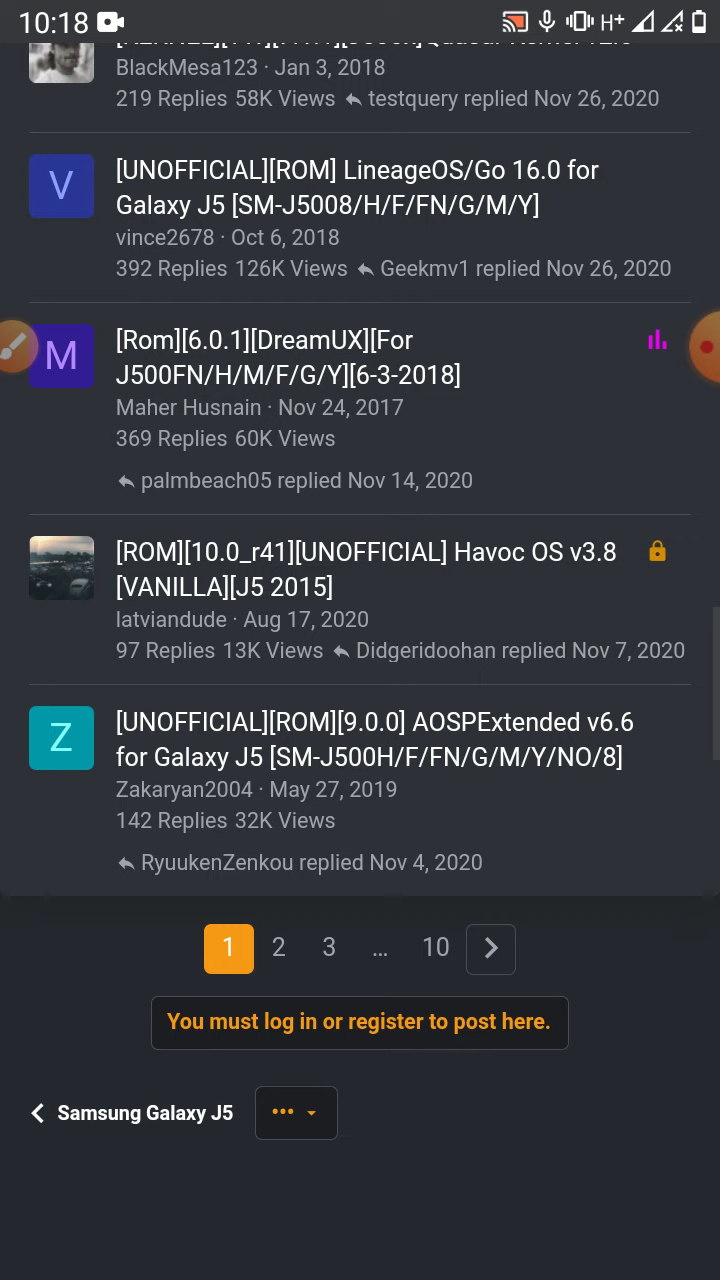 10:18 H+
BlackMesa123 · Jan 3, 2018
219 Replies 58K Views testquery replied Nov 26, 2020
V
[UNOFFICIAL][ROM] LineageOS/Go 16.0 for
Galaxy J5 [SM-J5008/H/F/FN/G/M/Y]
vince2678 · Oct 6, 2018
392 Replies 126K Views Geekmv1 replied Nov 26, 2020
M
[Rom][6.0.1][DreamUX][For
J500FN/H/M/F/G/Y][6-3-2018]
Maher Husnain · Nov 24, 2017
369 Replies 60K Views
palmbeach05 replied Nov 14, 2020
[ROM][10.0_r41][UNOFFICIAL] Havoc OS v3.8
[VANILLA][J5 2015]
latviandude · Aug 17, 2020
97 Replies 13K Views Didgeridoohan replied Nov 7, 2020
Z
[UNOFFICIAL][ROM][9.0.0] AOSPExtended v6.6
for Galaxy J5 [SM-J500H/F/FN/G/M/Y/NO/8]
Zakaryan2004 · May 27, 2019
142 Replies 32K Views
RyuukenZenkou replied Nov 4, 2020
1 2 3 ... 10
You must log in or register to post here.
Samsung Galaxy J5 •••